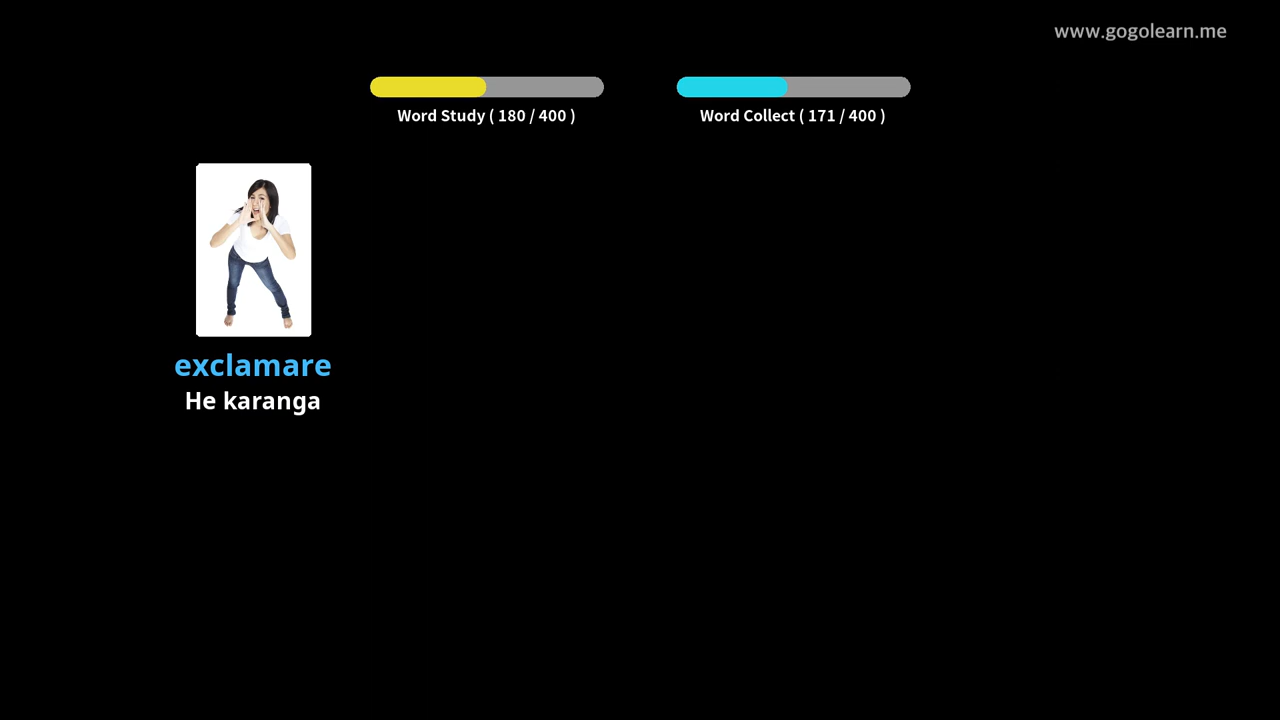 www.gogolearn.me
Word Study ( 180 / 400 )
Word Collect ( 171 / 400 )
exclamare
He karanga